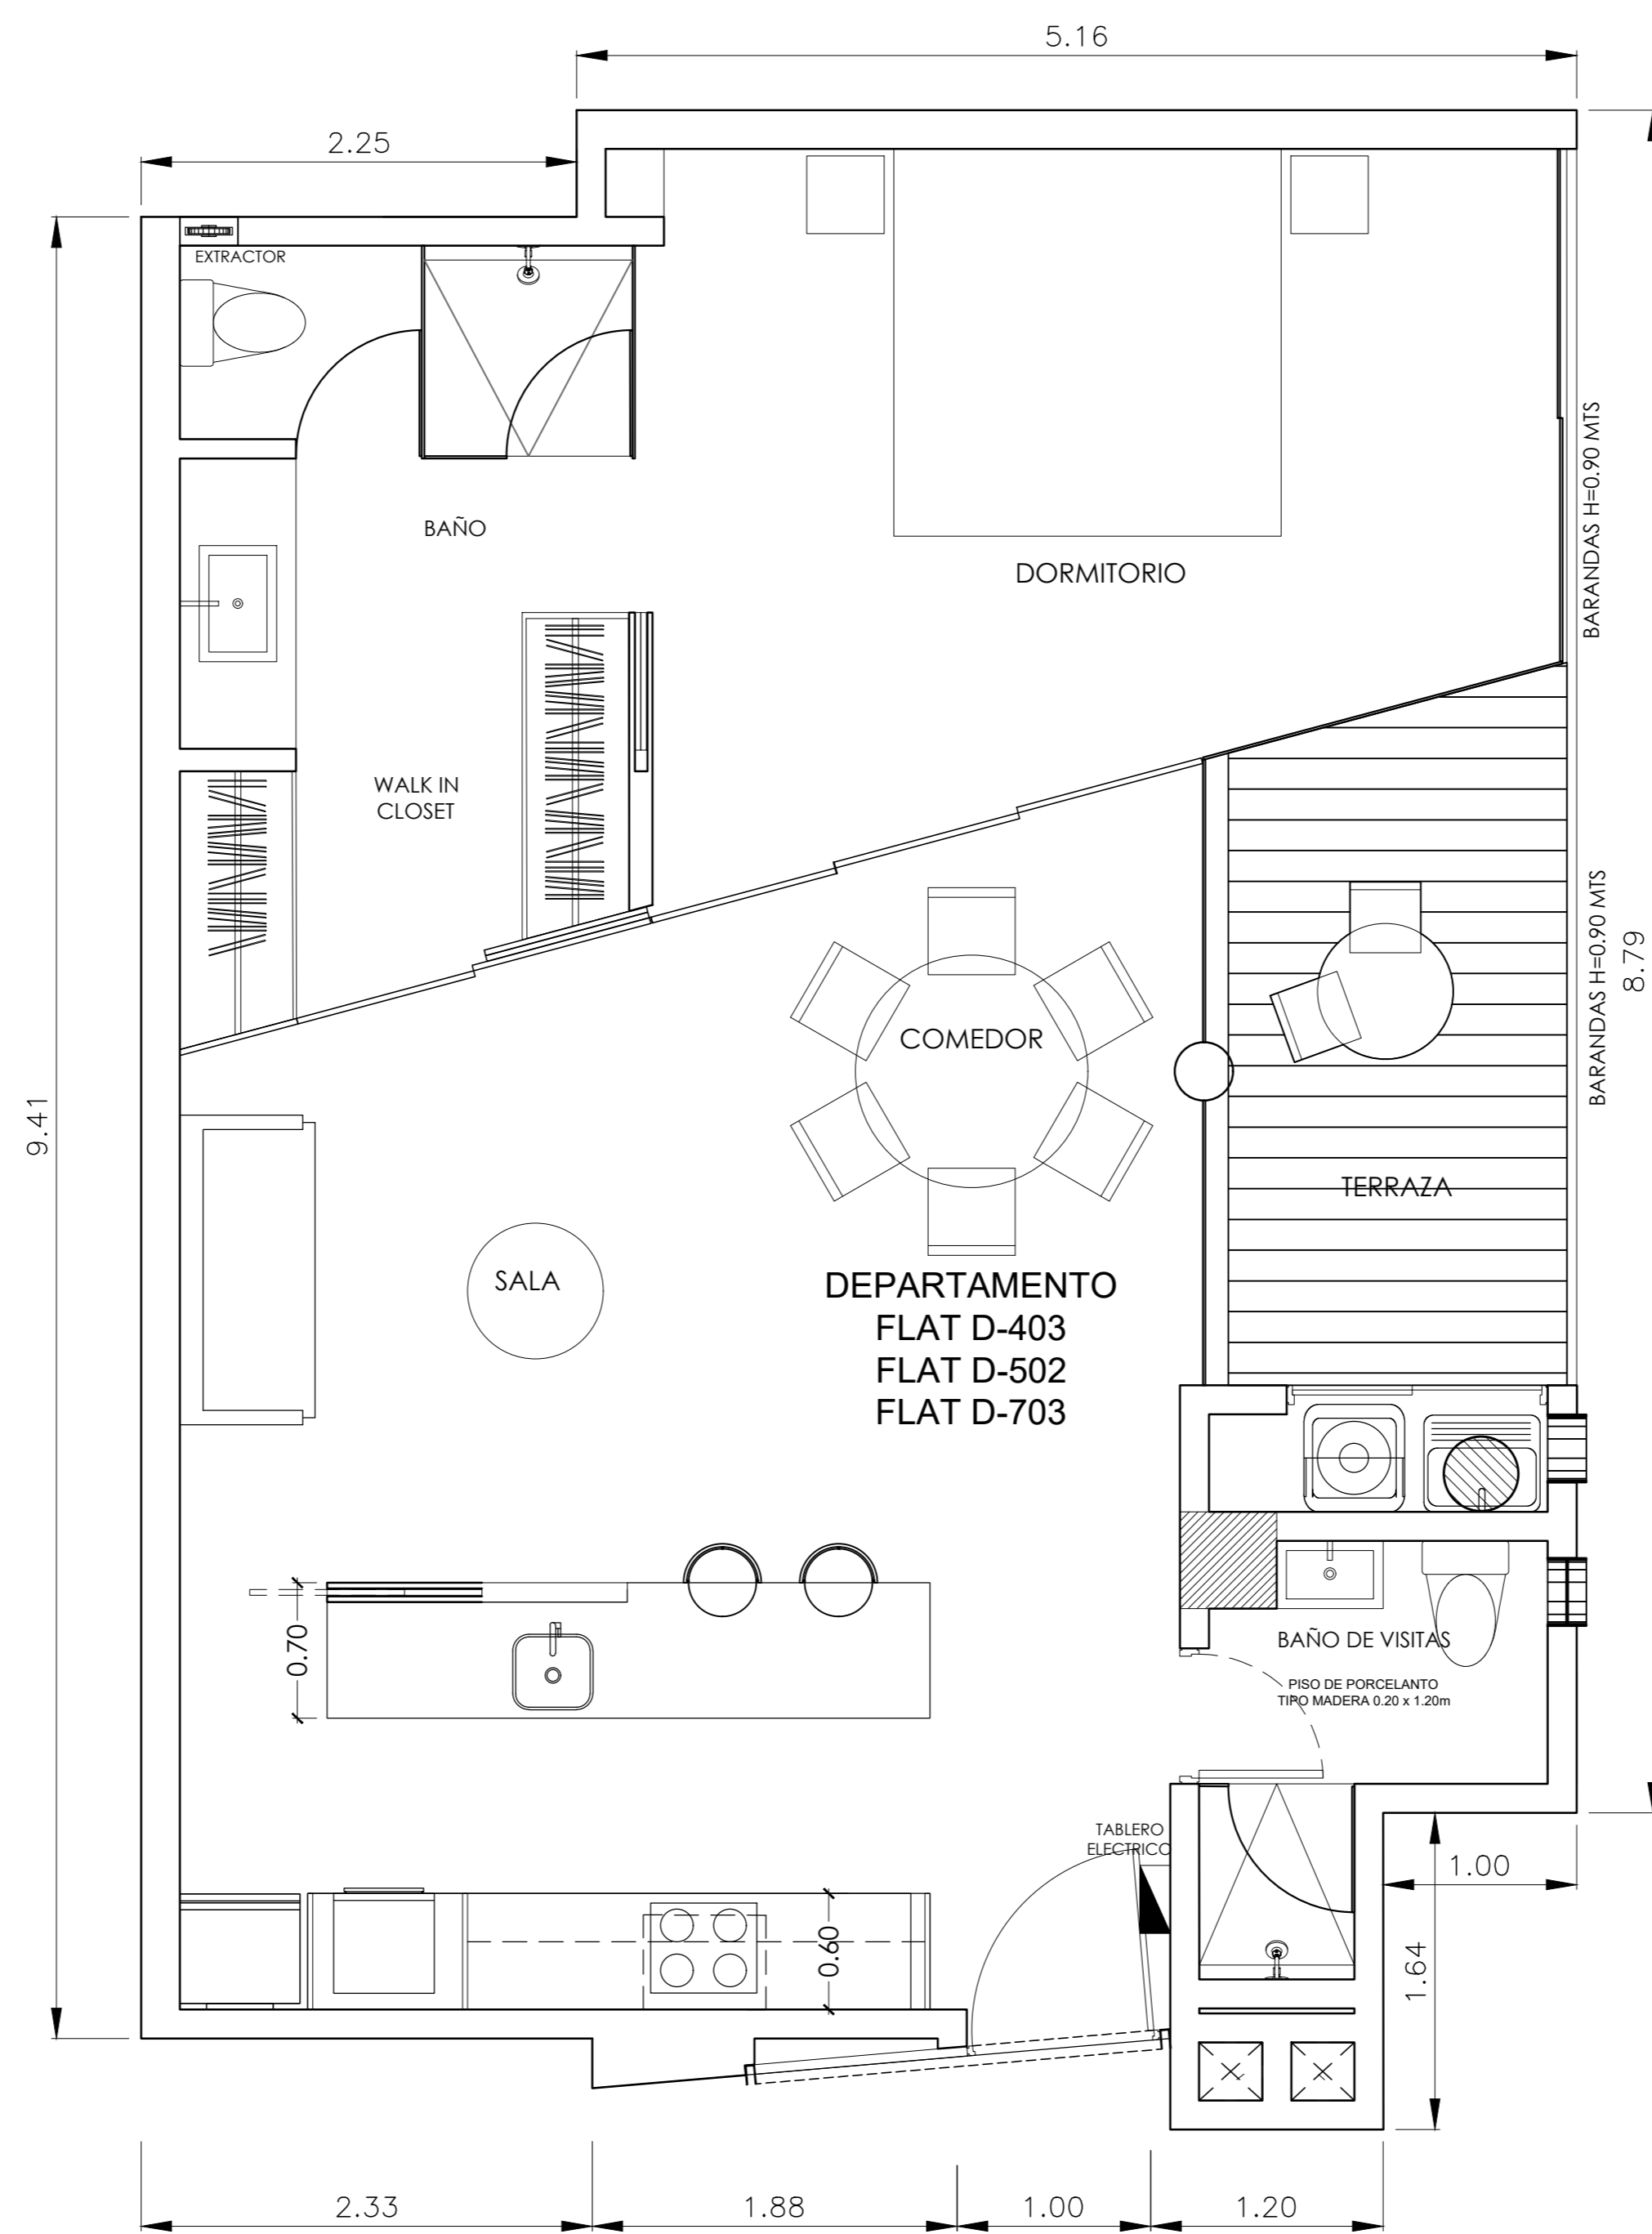 5.16
2.25
EXTRACTOR
BAÑO
DORMITORIO
BARANDAS H=0.90 MTS
WALK IN
CLOSET
COMEDOR
BARANDAS H=0.90 MTS
8.79
9.41
TERRAZA
SALA
DEPARTAMENTO
FLAT D-403
FLAT D-502
FLAT D-703
0.70
BAÑO DE VISITAS
PISO DE PORCELANTO
TIPO MADERA 0.20 x 1.20m
TABLERO
ELECTRICO
1.00
0.60
1.64
2.33
1.88
1.00
1.20